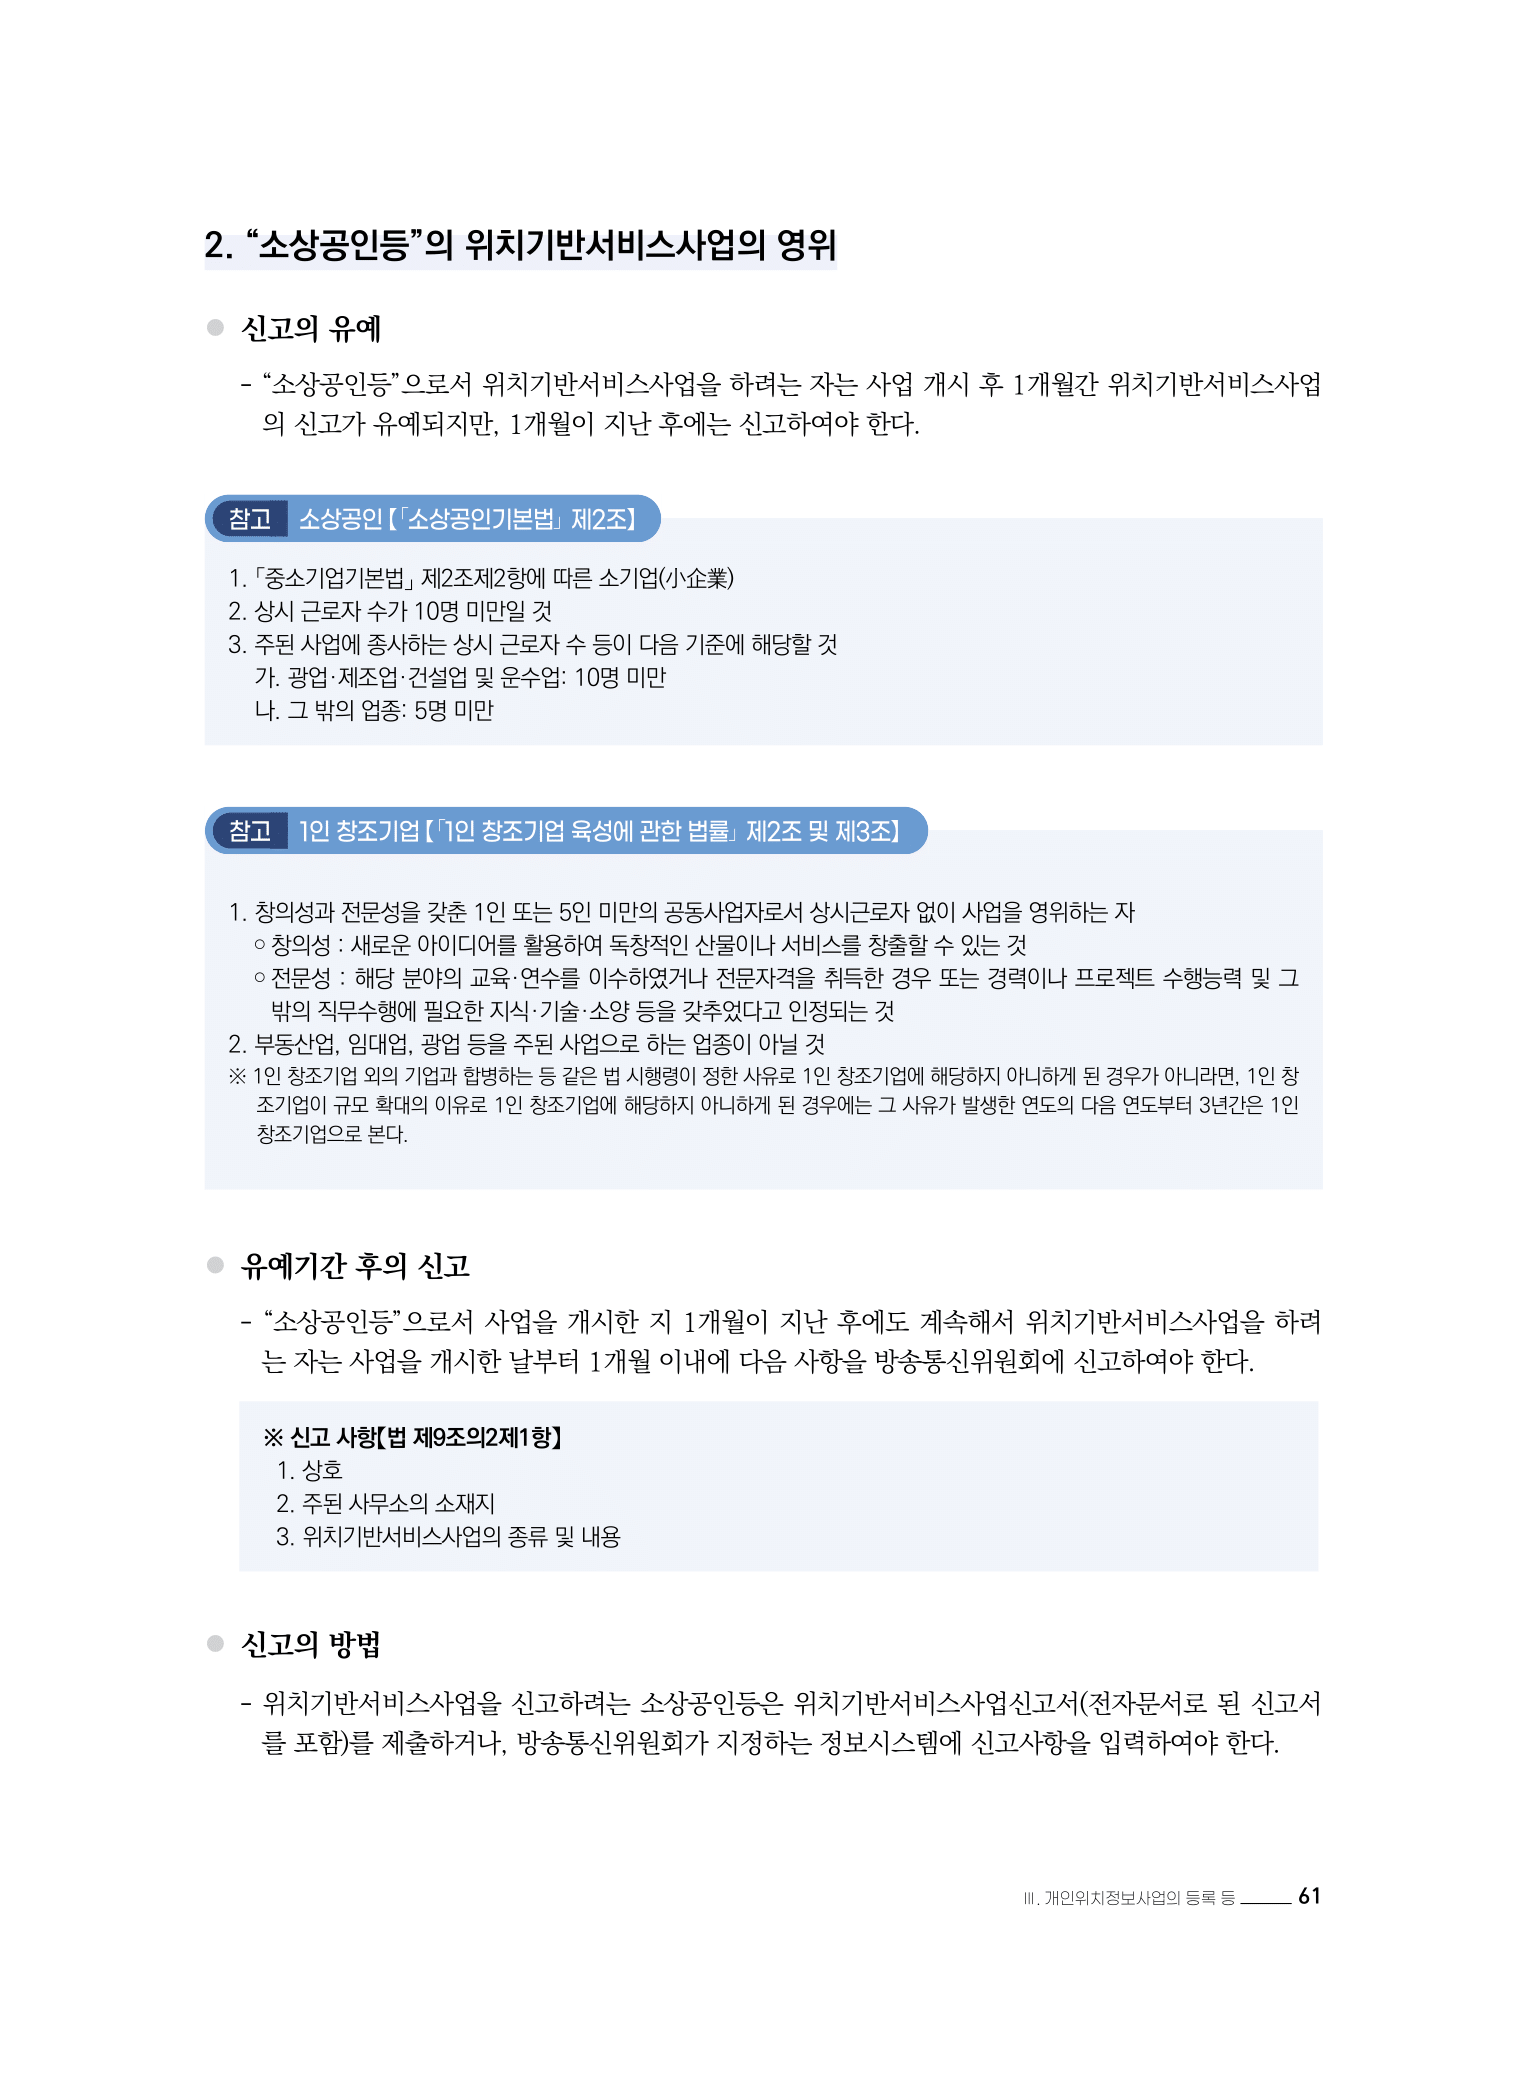 2. “소상공인등”의 위치기반서비스사업의 영위
● 신고의 유예
- “소상공인등”으로서 위치기반서비스사업을 하려는 자는 사업 개시 후 1개월간 위치기반서비스사업
의 신고가 유예되지만, 1개월이 지난 후에는 신고하여야 한다.
참고 소상공인【「소상공인기본법」 제2조】
1. 「중소기업기본법」 제2조제2항에 따른 소기업(小企業)
2. 상시 근로자 수가 10명 미만일 것
3. 주된 사업에 종사하는 상시 근로자 수 등이 다음 기준에 해당할 것
가. 광업·제조업·건설업 및 운수업: 10명 미만
나. 그 밖의 업종: 5명 미만
참고 1인 창조기업【「1인 창조기업 육성에 관한 법률」 제2조 및 제3조】
1. 창의성과 전문성을 갖춘 1인 또는 5인 미만의 공동사업자로서 상시근로자 없이 사업을 영위하는 자
○ 창의성 : 새로운 아이디어를 활용하여 독창적인 산물이나 서비스를 창출할 수 있는 것
○ 전문성 : 해당 분야의 교육·연수를 이수하였거나 전문자격을 취득한 경우 또는 경력이나 프로젝트 수행능력 및 그
밖의 직무수행에 필요한 지식·기술·소양 등을 갖추었다고 인정되는 것
2. 부동산업, 임대업, 광업 등을 주된 사업으로 하는 업종이 아닐 것
※ 1인 창조기업 외의 기업과 합병하는 등 같은 법 시행령이 정한 사유로 1인 창조기업에 해당하지 아니하게 된 경우가 아니라면, 1인 창
조기업이 규모 확대의 이유로 1인 창조기업에 해당하지 아니하게 된 경우에는 그 사유가 발생한 연도의 다음 연도부터 3년간은 1인
창조기업으로 본다.
● 유예기간 후의 신고
- “소상공인등”으로서 사업을 개시한 지 1개월이 지난 후에도 계속해서 위치기반서비스사업을 하려
는 자는 사업을 개시한 날부터 1개월 이내에 다음 사항을 방송통신위원회에 신고하여야 한다.
※ 신고 사항【법 제9조의2제1항】
1. 상호
2. 주된 사무소의 소재지
3. 위치기반서비스사업의 종류 및 내용
● 신고의 방법
- 위치기반서비스사업을 신고하려는 소상공인등은 위치기반서비스사업신고서(전자문서로 된 신고서
를 포함)를 제출하거나, 방송통신위원회가 지정하는 정보시스템에 신고사항을 입력하여야 한다.
Ⅲ. 개인위치정보사업의 등록 등 61